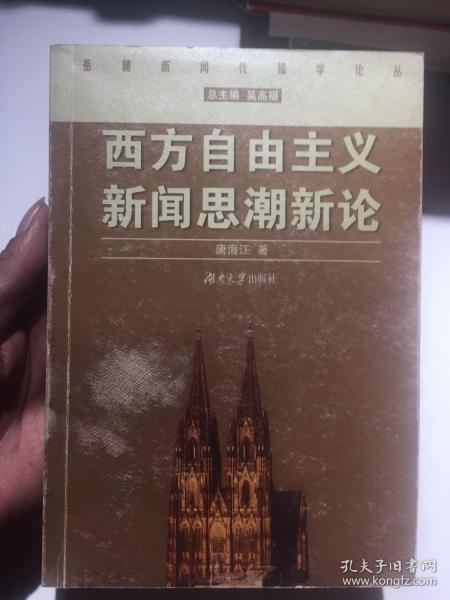 岳麓新闻传播学论丛
总主编 吴高福
西方自由主义
新闻思潮新论
唐海江 著
湖南大学出版社
孔夫子旧书网
www.kongfz.com